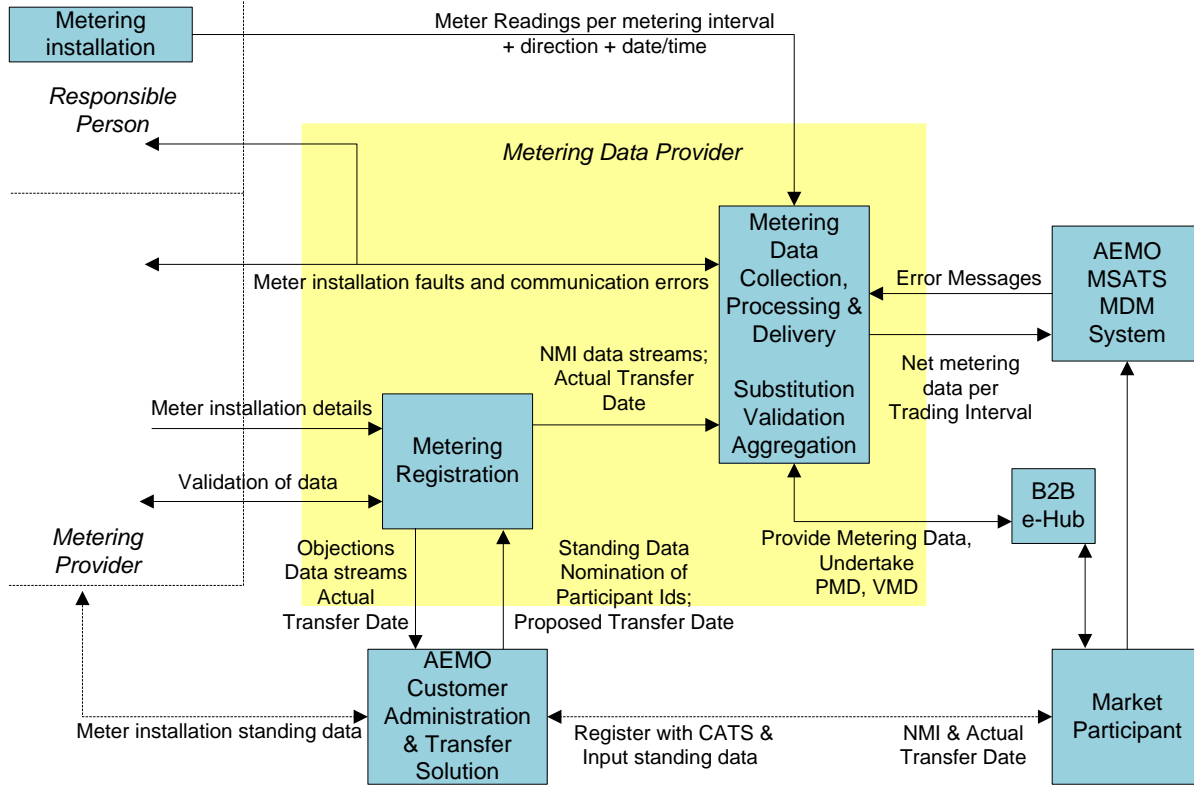 Metering
installation
Meter Readings per metering interval
+ direction + date/time
Responsible
Person
Metering Data Provider
Metering
Data
Collection,
Processing &
Delivery
Substitution
Validation
Aggregation
AEMO
MSATS
MDM
System
Error Messages
Meter installation faults and communication errors
Net metering
data per
Trading Interval
NMI data streams;
Actual Transfer
Date
Meter installation details
Metering
Registration
Validation of data
B2B
e-Hub
Metering
Provider
Provide Metering Data,
Undertake
PMD, VMD
Objections
Data streams
Actual
Transfer Date
Standing Data
Nomination of
Participant Ids;
Proposed Transfer Date
AEMO
Customer
Administration
& Transfer
Solution
Market
Participant
Meter installation standing data
Register with CATS &
Input standing data
NMI & Actual
Transfer Date